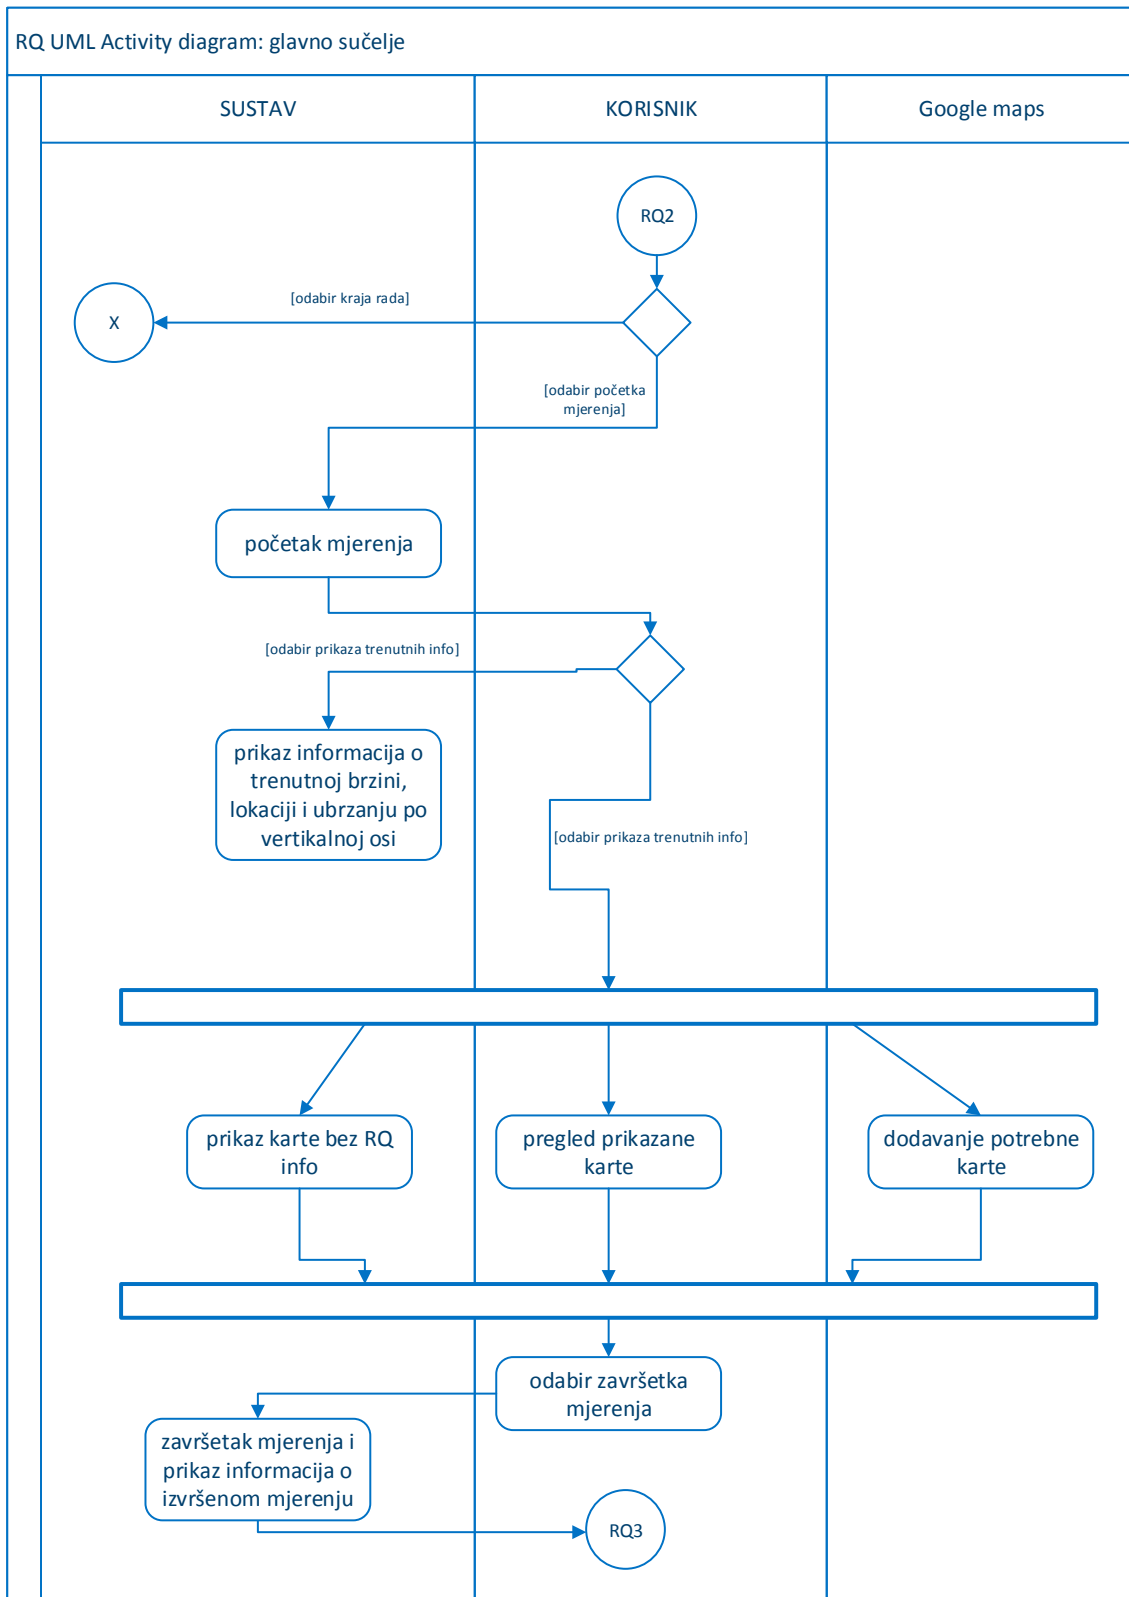 RQ UML Activity diagram: glavno sučelje
SUSTAV
KORISNIK
Google maps
RQ2
[odabir kraja rada]
X
[odabir početka
mjerenja]
početak mjerenja
[odabir prikaza trenutnih info]
prikaz informacija o
trenutnoj brzini,
lokaciji i ubrzanju po
vertikalnoj osi
[odabir prikaza trenutnih info]
prikaz karte bez RQ
info
pregled prikazane
karte
dodavanje potrebne
karte
odabir završetka
mjerenja
završetak mjerenja i
prikaz informacija o
izvršenom mjerenju
RQ3